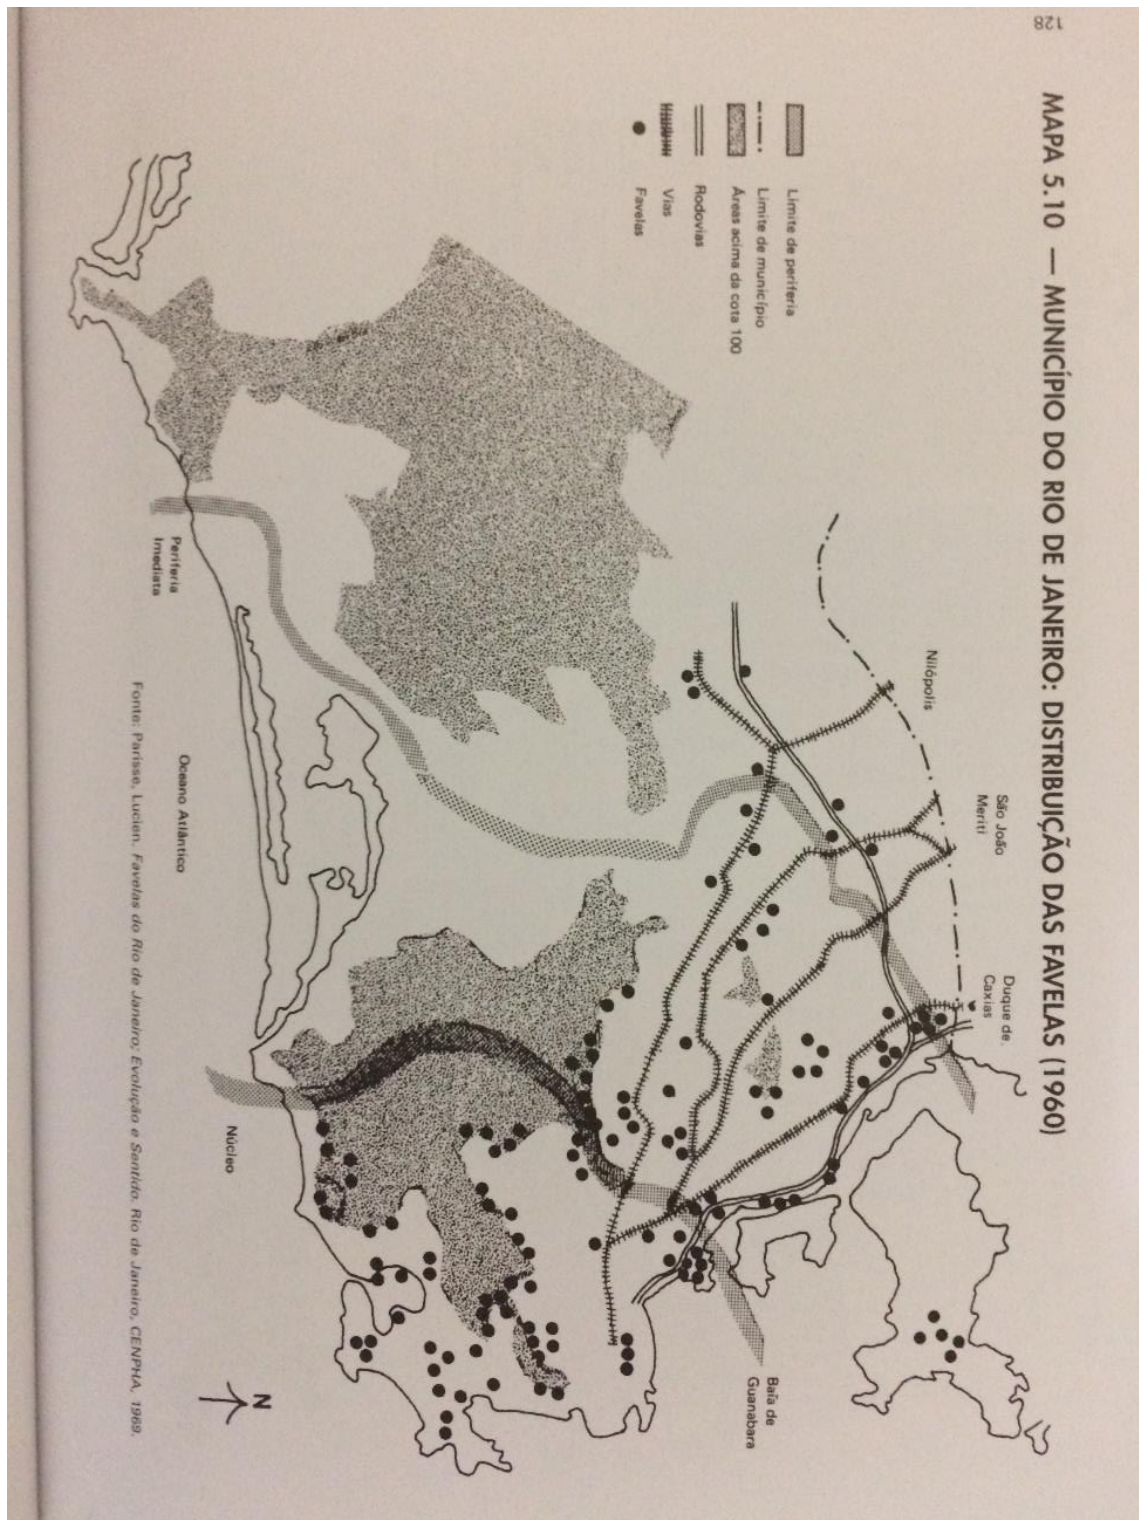 128
MAPA 5.10 — MUNICÍPIO DO RIO DE JANEIRO: DISTRIBUIÇÃO DAS FAVELAS (1960)
Limite de periferia
Limite de município
Áreas acima da cota 100
Rodovias
Vias
Favelas
Nilópolis
São João
Meriti
Duque de
Caxias
Periferia
Imediata
Oceano Atlântico
Núcleo
Baía de
Guanabara
N
Fonte: Parisse, Lucien. Favelas do Rio de Janeiro; Evolução e Sentido. Rio de Janeiro, CENPHA, 1969.